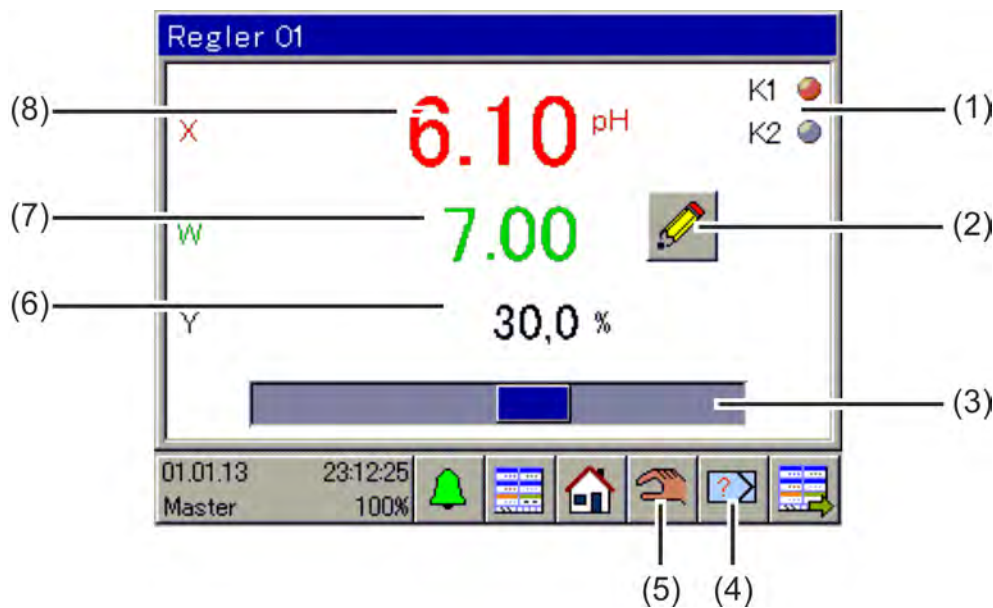 Regler 01
(8) X 6.10 pH K1 (1)
K2
(7) W 7.00 (2)
(6) Y 30,0 %
(3)
01.01.13 23:12:25
Master 100% ?
(5) (4)